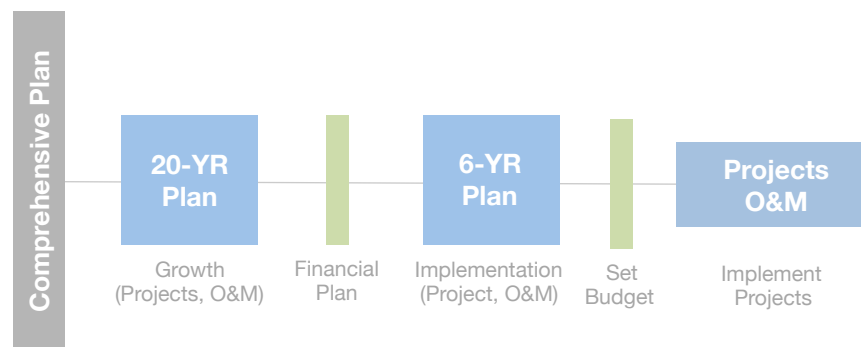 Comprehensive Plan
20-YR
Plan
Growth
(Projects, O&M)
Financial
Plan
6-YR
Plan
Implementation
(Project, O&M)
Set
Budget
Projects
O&M
Implement
Projects